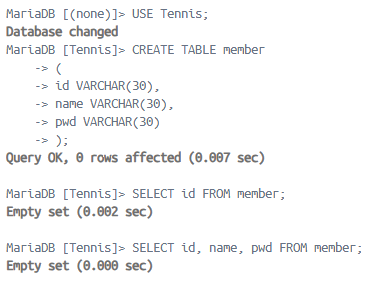 MariaDB [(none)]> USE Tennis;
Database changed
MariaDB [Tennis]> CREATE TABLE member
-> (
-> id VARCHAR(30),
-> name VARCHAR(30),
-> pwd VARCHAR(30)
-> );
Query OK, 0 rows affected (0.007 sec)
MariaDB [Tennis]> SELECT id FROM member;
Empty set (0.002 sec)
MariaDB [Tennis]> SELECT id, name, pwd FROM member;
Empty set (0.000 sec)